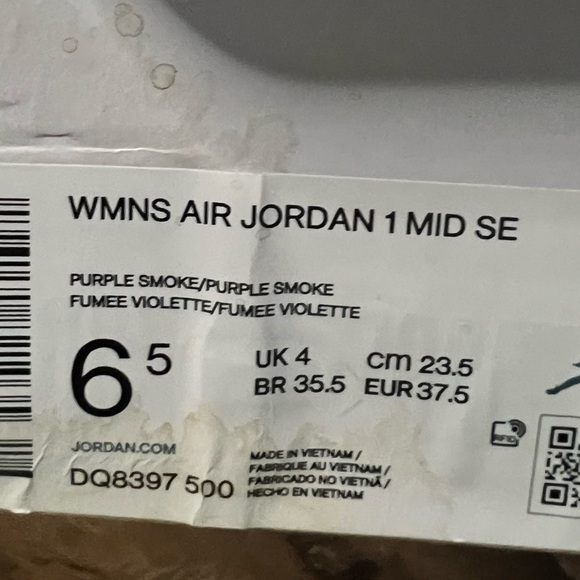 WMNS AIR JORDAN 1 MID SE
PURPLE SMOKE/PURPLE SMOKE
FUMEE VIOLETTE/FUMEE VIOLETTE
6 5
UK 4 cm 23.5
BR 35.5 EUR 37.5
RFID
JORDAN.COM
DQ8397 500
MADE IN VIETNAM /
FABRIQUE AU VIETNAM /
FABRICADO NO VIETNÃ /
HECHO EN VIETNAM